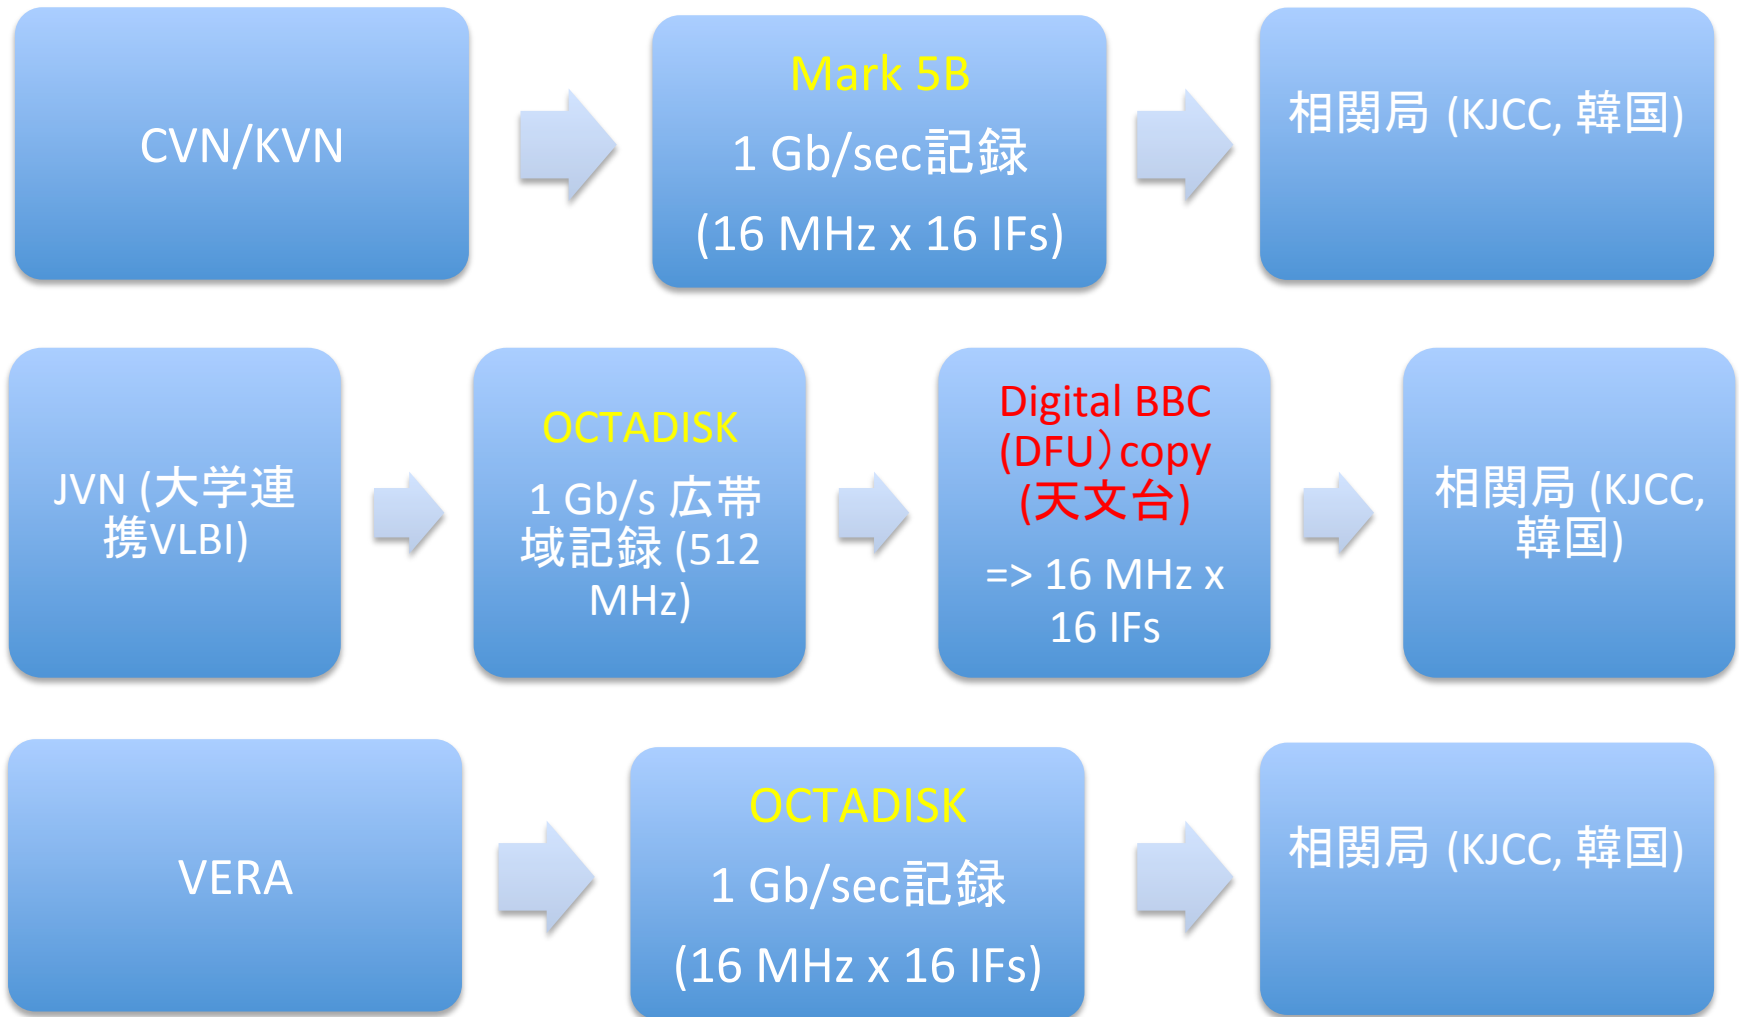 CVN/KVN
Mark 5B
1 Gb/sec記録
(16 MHz x 16 IFs)
相関局 (KJCC, 韓国)
JVN (大学連
携VLBI)
OCTADISK
1 Gb/s 広帯
域記録 (512
MHz)
Digital BBC
(DFU）copy
(天文台)
=> 16 MHz x
16 IFs
相関局 (KJCC,
韓国)
VERA
OCTADISK
1 Gb/sec記録
(16 MHz x 16 IFs)
相関局 (KJCC, 韓国)